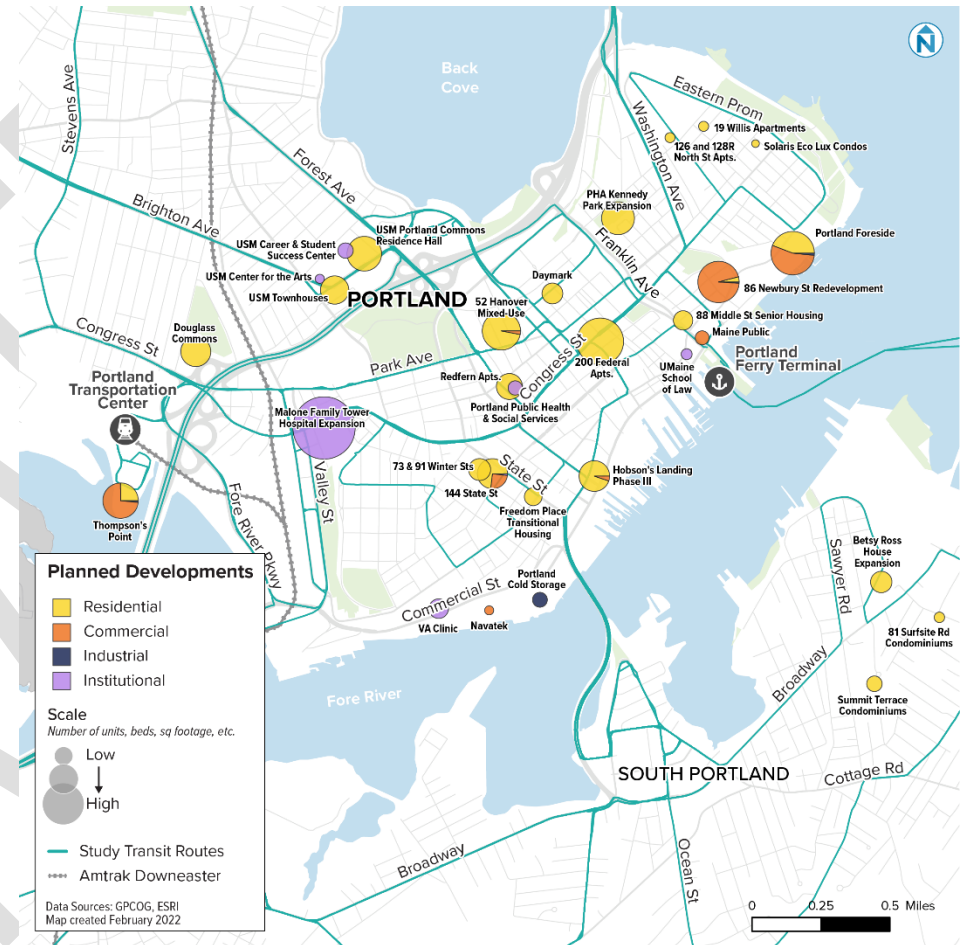 N
Back
Cove
Stevens Ave
Eastern Prom
19 Willis Apartments
126 and 128R
North St Apts.
Solaris Eco Lux Condos
Washington Ave
Forest Ave
Brighton Ave
PHA Kennedy
Park Expansion
USM Portland Commons
Residence Hall
USM Career & Student
Success Center
Franklin Ave
Portland Foreside
USM Center for the Arts
USM Townhouses
PORTLAND
Daymark
86 Newbury St Redevelopment
52 Hanover
Mixed-Use
88 Middle St Senior Housing
Maine Public
Congress St
Douglass
Commons
Park Ave
Congress St
200 Federal
Apts.
UMaine
School
of Law
Portland
Ferry Terminal
Portland
Transportation
Center
Redfern Apts.
Portland Public Health
& Social Services
Malone Family Tower
Hospital Expansion
Valley St
73 & 91 Winter Sts
State St
144 State St
Hobson's Landing
Phase III
Freedom Place
Transitional
Housing
Thompson's
Point
Fore River Pkwy
Commercial St
Portland
Cold Storage
VA Clinic
Navatek
Betsy Ross
House
Expansion
Sawyer Rd
81 Surfsite Rd
Condominiums
Broadway
Summit Terrace
Condominiums
Fore River
SOUTH PORTLAND
Cottage Rd
Broadway
Ocean St
Planned Developments
Residential
Commercial
Industrial
Institutional
Scale
Number of units, beds, sq footage, etc.
Low
High
Study Transit Routes
Amtrak Downeaster
Data Sources: GPCOG, ESRI
Map created February 2022
0 0.25 0.5 Miles